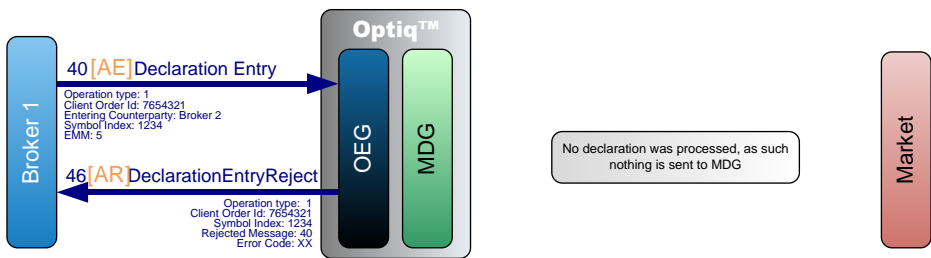 Optiq™
Broker 1
40 [AE] Declaration Entry
Operation type: 1
Client Order Id: 7654321
Entering Counterparty: Broker 2
Symbol Index: 1234
EMM: 5
46 [AR] DeclarationEntryReject
Operation type:  1
Client Order Id: 7654321
Symbol Index: 1234
Rejected Message: 40
Error Code: XX
OEG
MDG
No declaration was processed, as such
nothing is sent to MDG
Market